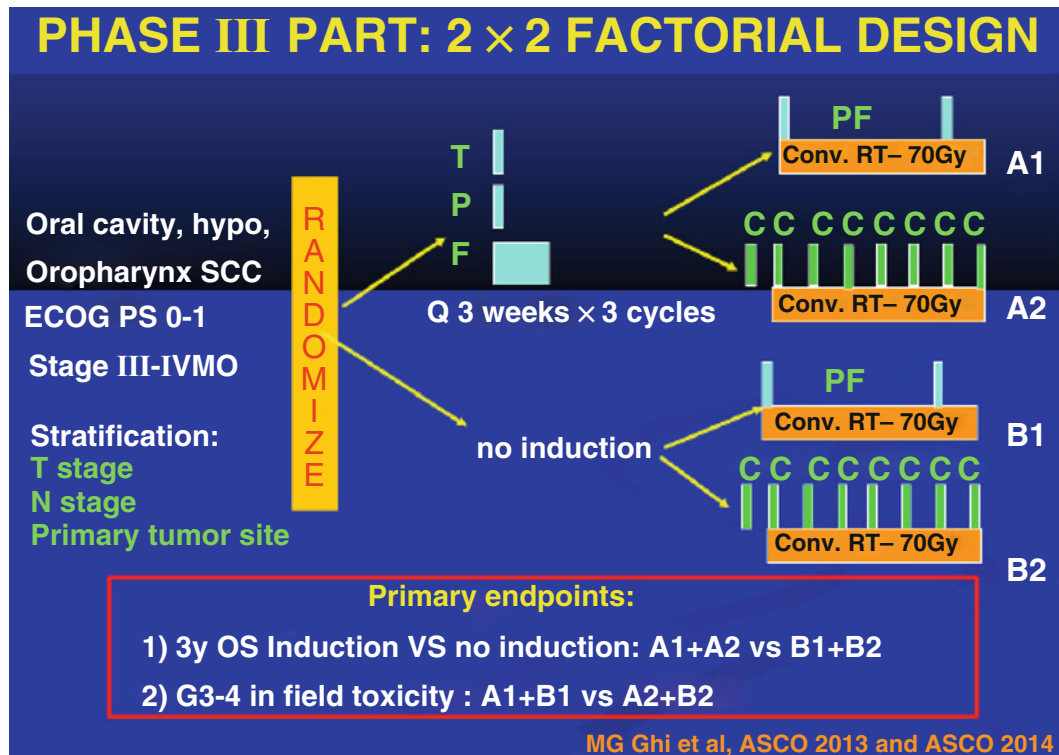 PHASE III PART: 2 × 2 FACTORIAL DESIGN
Oral cavity, hypo,
Oropharynx SCC
ECOG PS 0-1
Stage III-IVMO
Stratification:
T stage
N stage
Primary tumor site
RANDOMIZE
T
P
F
Q 3 weeks × 3 cycles
no induction
PF
Conv. RT– 70Gy
A1
C C C C C C C C
Conv. RT– 70Gy
A2
PF
Conv. RT– 70Gy
B1
C C C C C C C C
Conv. RT– 70Gy
B2
Primary endpoints:
1) 3y OS Induction VS no induction: A1+A2 vs B1+B2
2) G3-4 in field toxicity : A1+B1 vs A2+B2
MG Ghi et al, ASCO 2013 and ASCO 2014